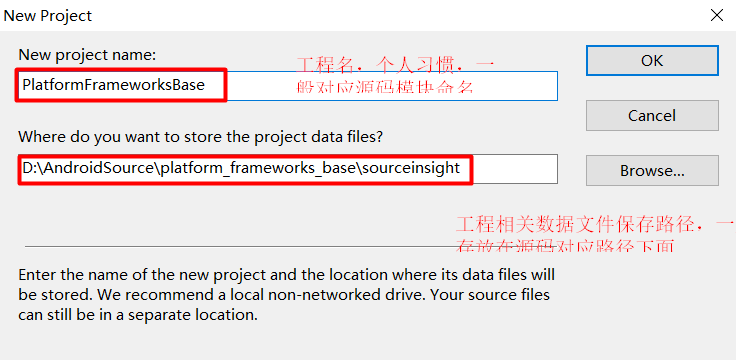 New Project
New project name:
工程名，个人习惯，一
般对应源码模块命名
OK
PlatformFrameworksBase
Cancel
Where do you want to store the project data files?
D:\AndroidSource\platform_frameworks_base\sourceinsight
Browse...
工程相关数据文件保存路径，一
存放在源码对应路径下面
Enter the name of the new project and the location where its data files will
be stored. We recommend a local non-networked drive. Your source files
can still be in a separate location.